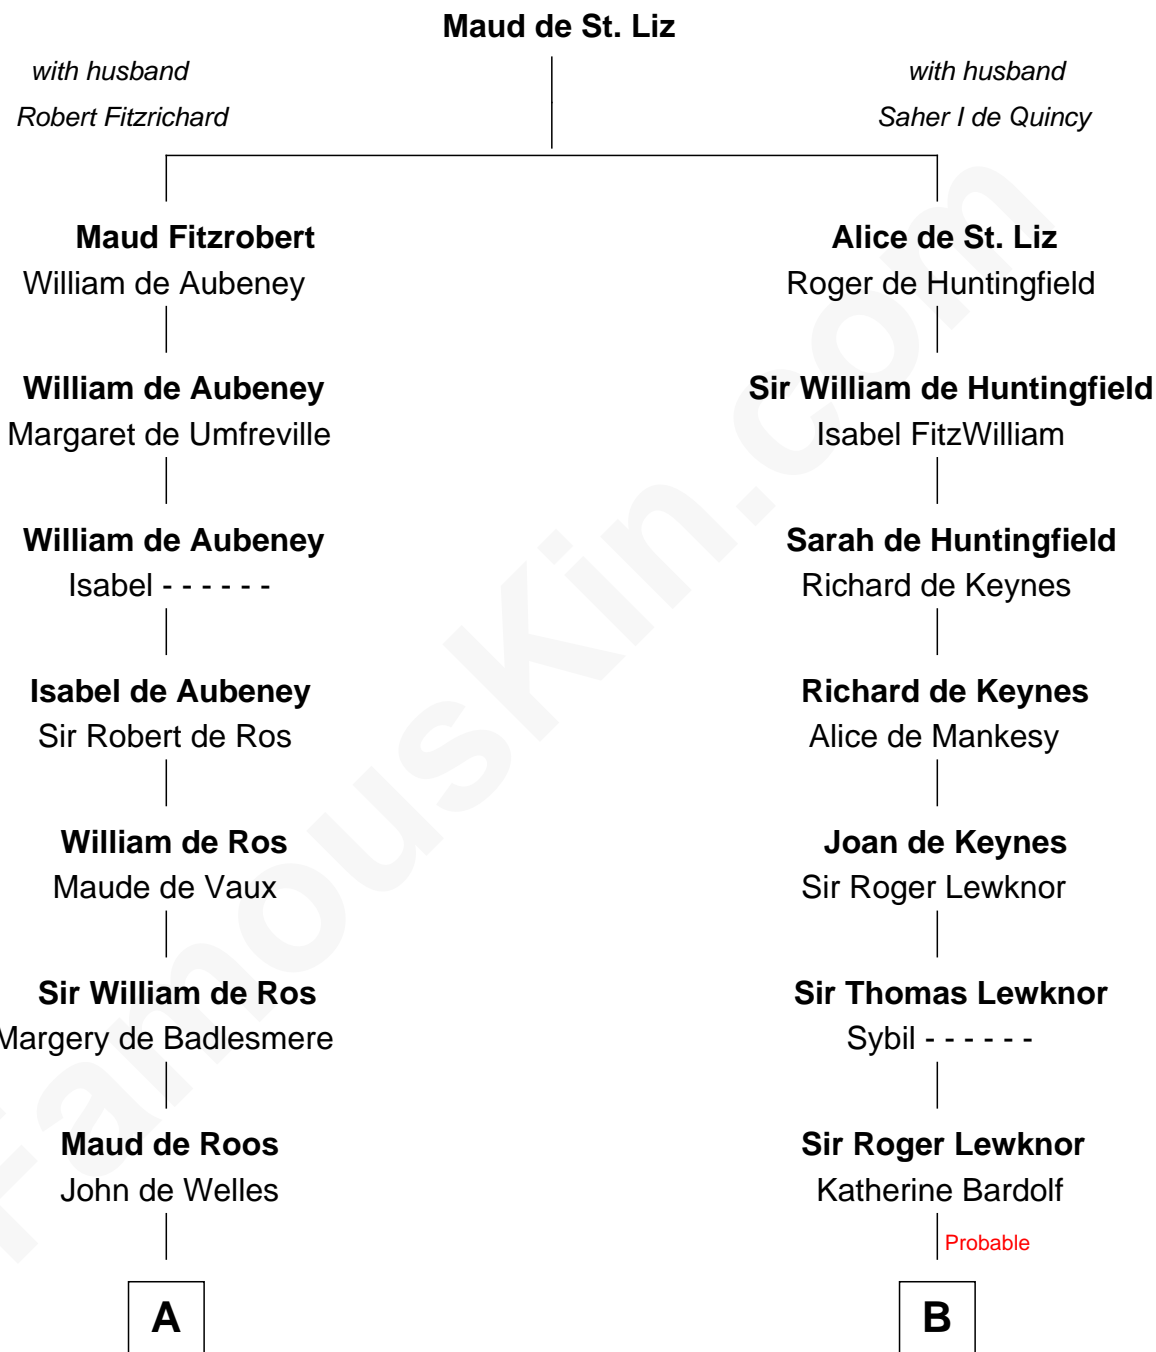 Maud de St. Liz
with husband
Robert Fitzrichard
with husband
Saher I de Quincy
Maud Fitzrobert
William de Aubeney
Alice de St. Liz
Roger de Huntingfield
William de Aubeney
Margaret de Umfreville
Sir William de Huntingfield
Isabel FitzWilliam
William de Aubeney
Isabel - - - - - -
Sarah de Huntingfield
Richard de Keynes
Isabel de Aubeney
Sir Robert de Ros
Richard de Keynes
Alice de Mankesy
William de Ros
Maude de Vaux
Joan de Keynes
Sir Roger Lewknor
Sir William de Ros
Margery de Badlesmere
Sir Thomas Lewknor
Sybil - - - - - -
Maud de Roos
John de Welles
Sir Roger Lewknor
Katherine Bardolf
Probable
A
B
FamousKin.com